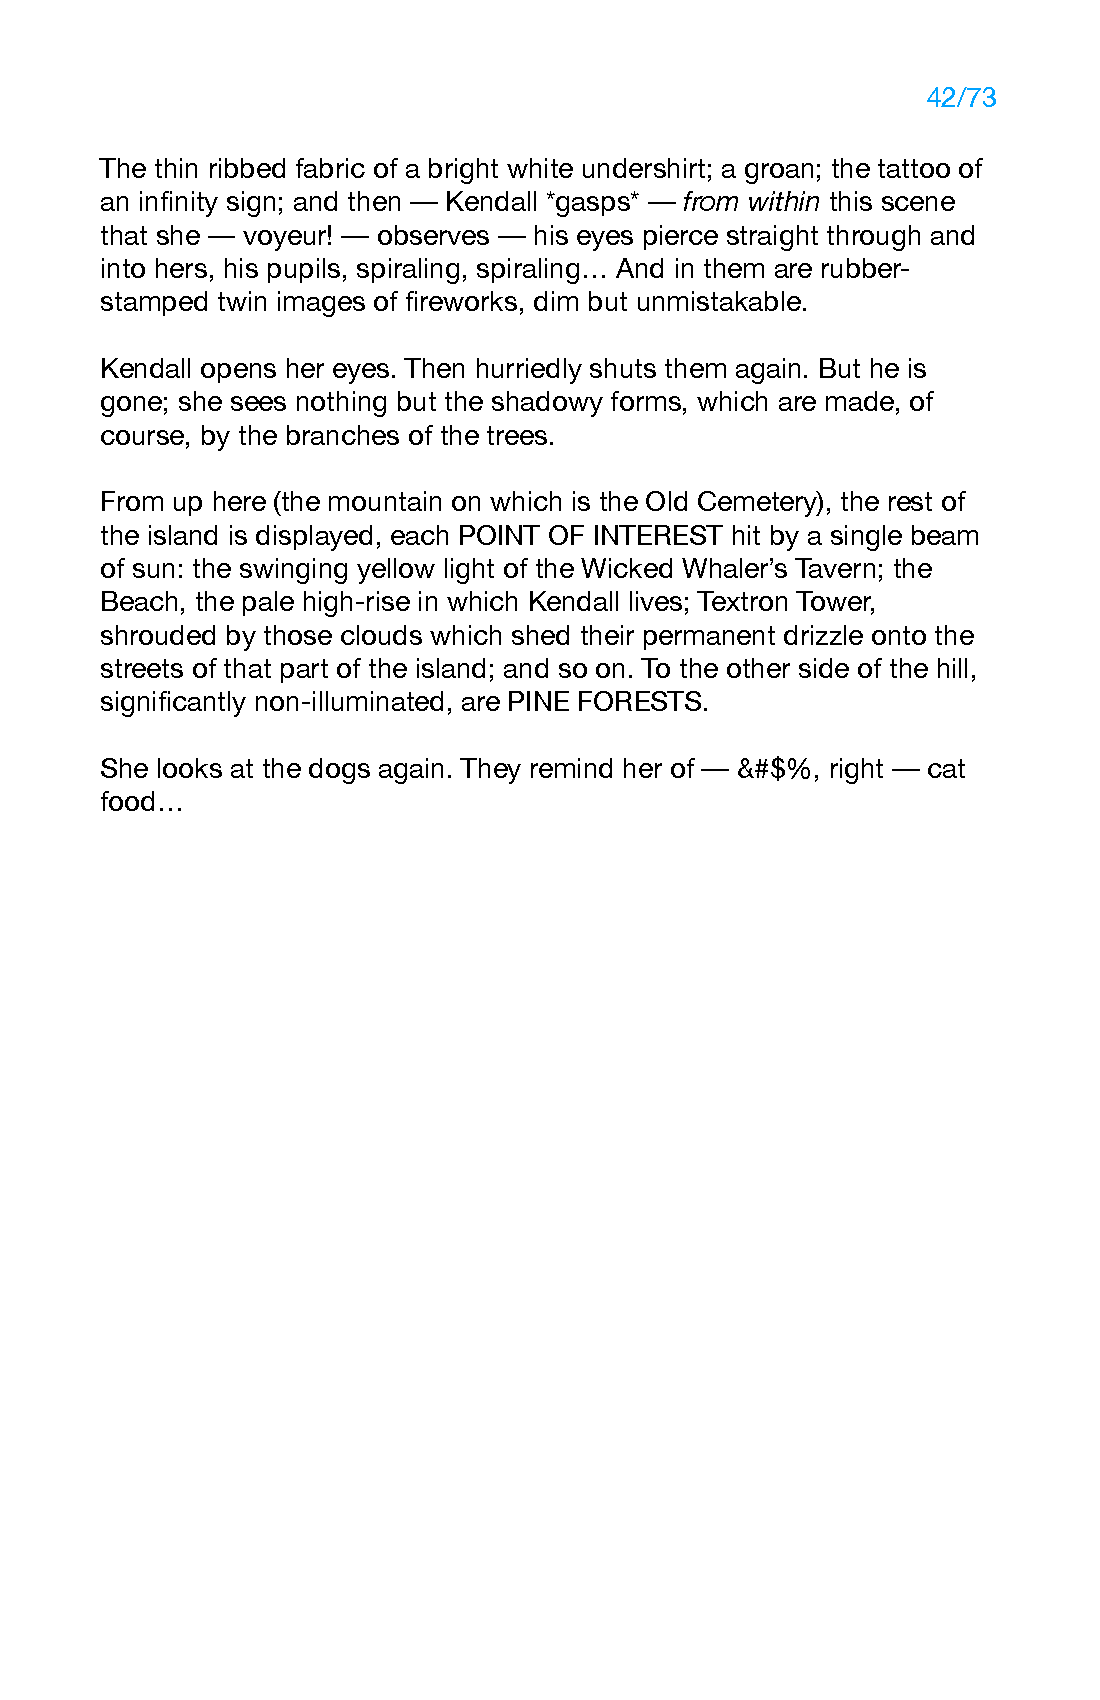 42/73
The thin ribbed fabric of a bright white undershirt; a groan; the tattoo of
an infinity sign; and then — Kendall *gasps* — from within this scene
that she — voyeur! — observes — his eyes pierce straight through and
into hers, his pupils, spiraling, spiraling… And in them are rubber-
stamped twin images of fireworks, dim but unmistakable.
Kendall opens her eyes. Then hurriedly shuts them again. But he is
gone; she sees nothing but the shadowy forms, which are made, of
course, by the branches of the trees.
From up here (the mountain on which is the Old Cemetery), the rest of
the island is displayed, each POINT OF INTEREST hit by a single beam
of sun: the swinging yellow light of the Wicked Whaler’s Tavern; the
Beach, the pale high-rise in which Kendall lives; Textron Tower,
shrouded by those clouds which shed their permanent drizzle onto the
streets of that part of the island; and so on. To the other side of the hill,
significantly non-illuminated, are PINE FORESTS.
She looks at the dogs again. They remind her of — &#$%, right — cat
food…